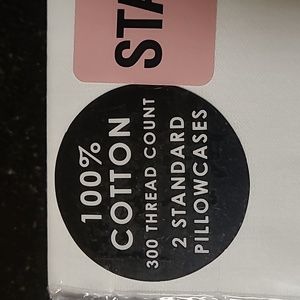 STA
100%
COTTON
300 THREAD COUNT
2 STANDARD
PILLOWCASES